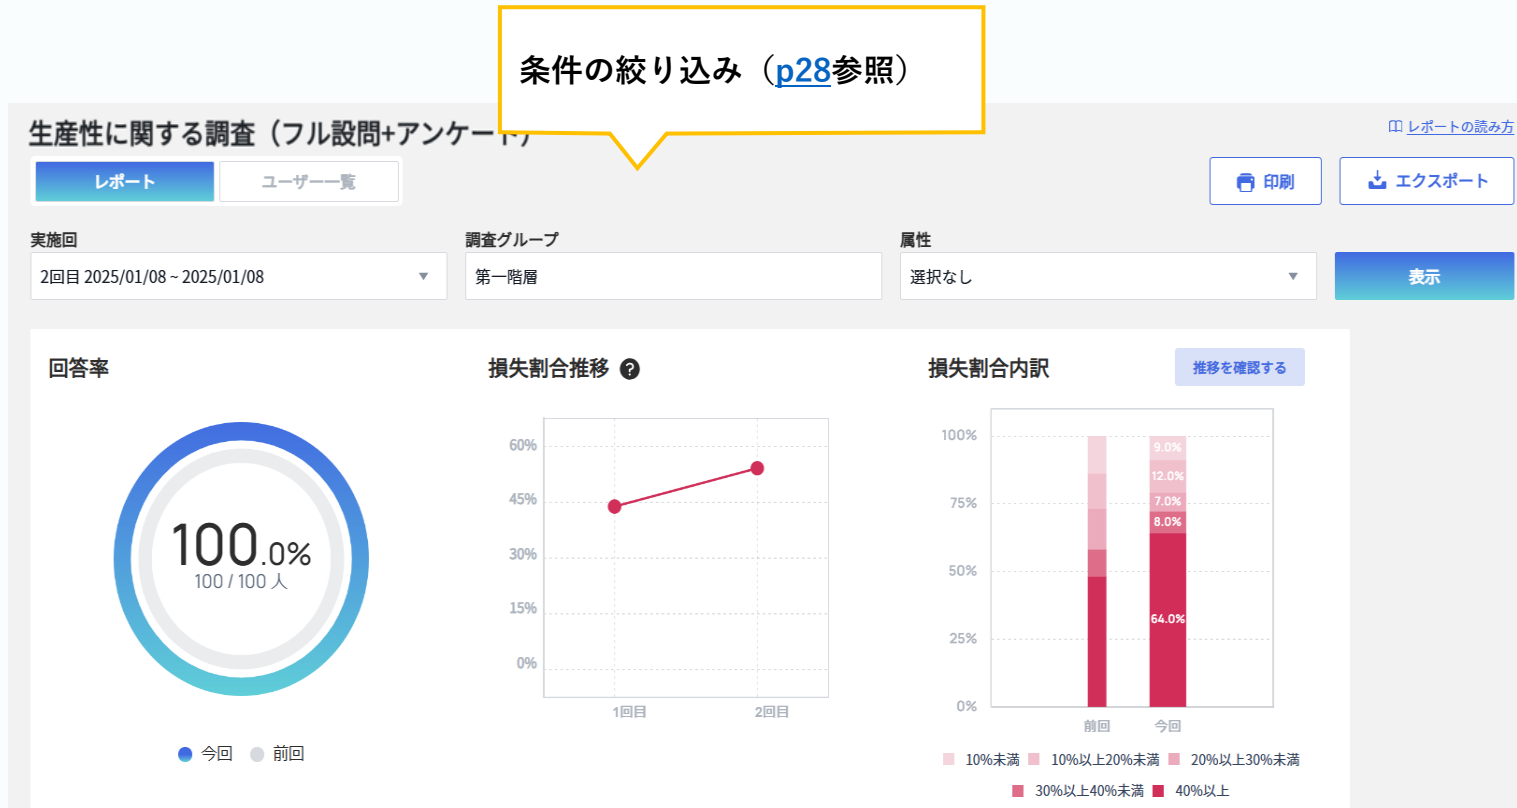 条件の絞り込み（p28参照）
生産性に関する調査（フル設問+アンケート）
レポートの読み方
レポート
ユーザー一覧
印刷
エクスポート
実施回
調査グループ
属性
2回目 2025/01/08 ~ 2025/01/08
第一階層
選択なし
表示
回答率
100.0%
100 / 100 人
今回
前回
損失割合推移 ?
60%
45%
30%
15%
0%
1回目
2回目
損失割合内訳
推移を確認する
100%
75%
50%
25%
0%
9.0%
12.0%
7.0%
8.0%
64.0%
前回
今回
10%未満 10%以上20%未満 20%以上30%未満
30%以上40%未満 40%以上